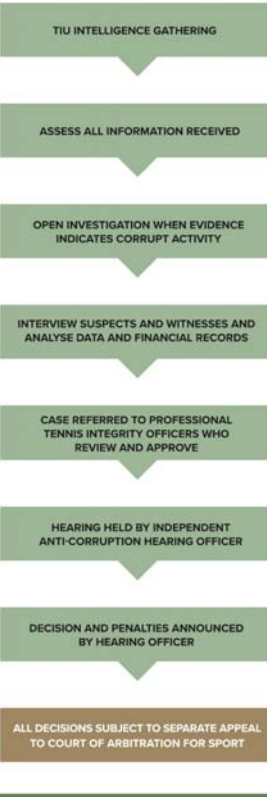 TIU INTELLIGENCE GATHERING
ASSESS ALL INFORMATION RECEIVED
OPEN INVESTIGATION WHEN EVIDENCE
INDICATES CORRUPT ACTIVITY
INTERVIEW SUSPECTS AND WITNESSES AND
ANALYSE DATA AND FINANCIAL RECORDS
CASE REFERRED TO PROFESSIONAL
TENNIS INTEGRITY OFFICERS WHO
REVIEW AND APPROVE
HEARING HELD BY INDEPENDENT
ANTI-CORRUPTION HEARING OFFICER
DECISION AND PENALTIES ANNOUNCED
BY HEARING OFFICER
ALL DECISIONS SUBJECT TO SEPARATE APPEAL
TO COURT OF ARBITRATION FOR SPORT